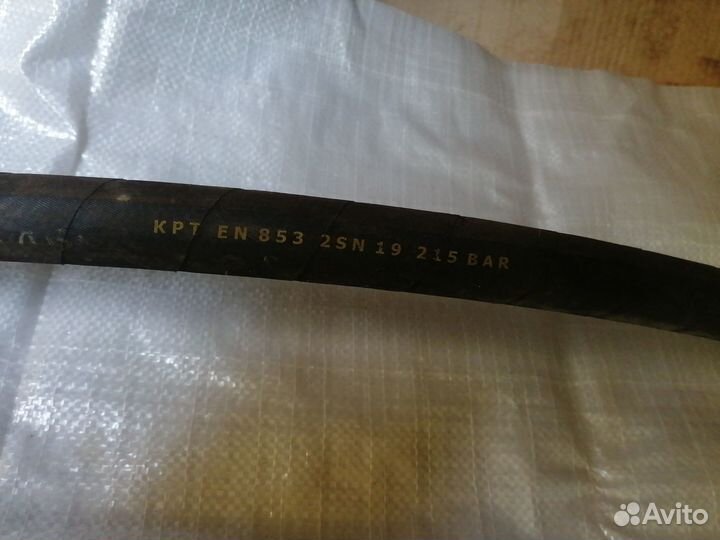 KPT EN 853 2SN 19 215 BAR
Avito